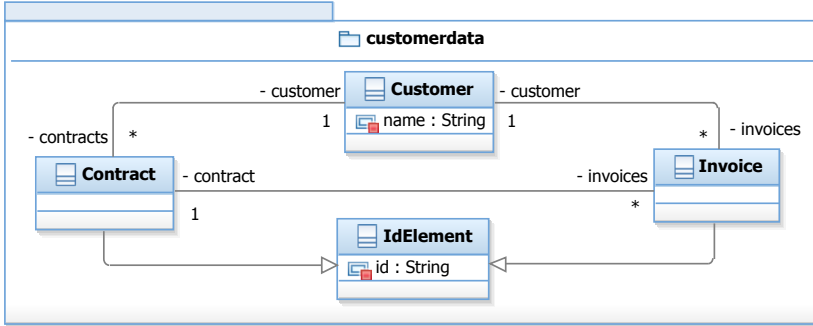 customerdata
- customer
Customer
- customer
name : String
1
1
- contracts
*
*
- invoices
Contract
- contract
- invoices
Invoice
1
*
IdElement
id : String